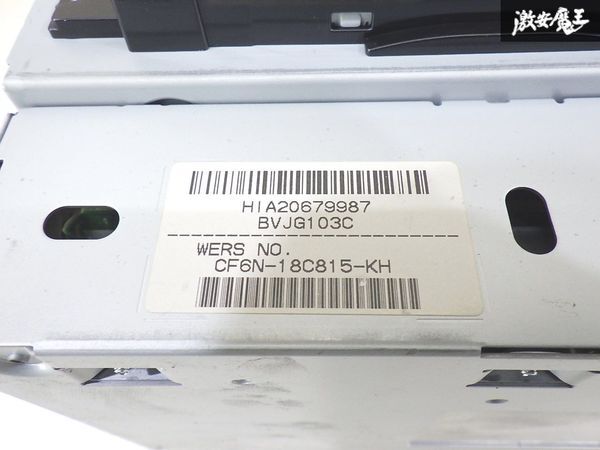 激安魔王
HIA20679987
BVJG103C
WERS NO.
CF6N-18C815-KH